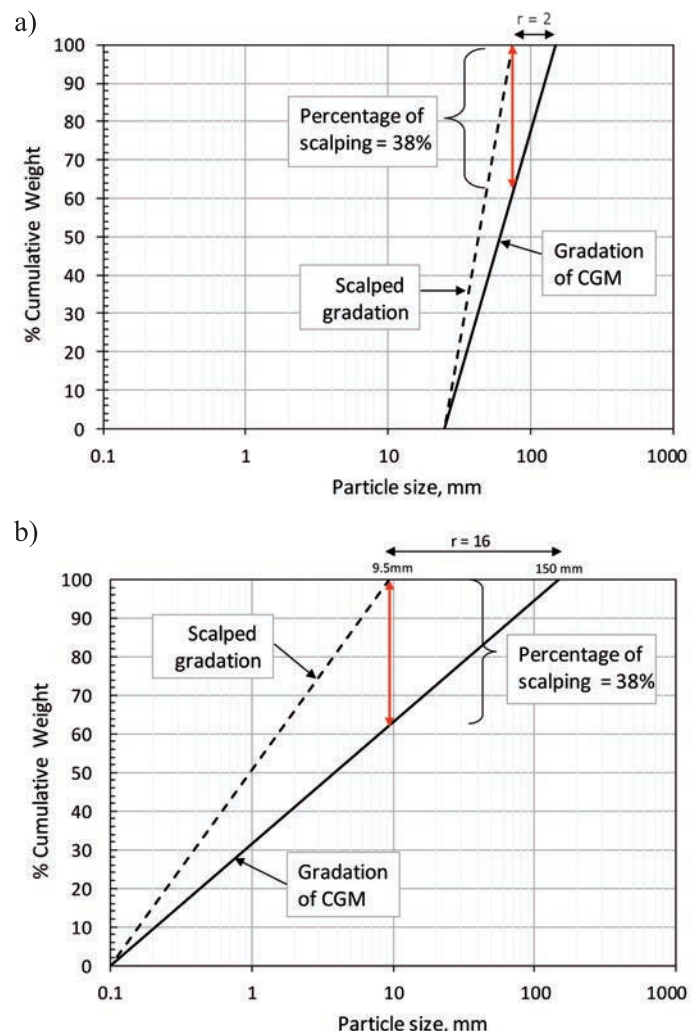 a)
r = 2
100
90
80
70
60
50
40
30
20
10
0
% Cumulative Weight
Percentage of
scalping = 38%
Gradation
of CGM
Scalped
gradation
0.1 1 10 100 1000
Particle size, mm
b)
r = 16
9.5mm 150 mm
100
90
80
70
60
50
40
30
20
10
0
% Cumulative Weight
Scalped
gradation
Percentage of
scalping = 38%
Gradation
of CGM
0.1 1 10 100 1000
Particle size, mm